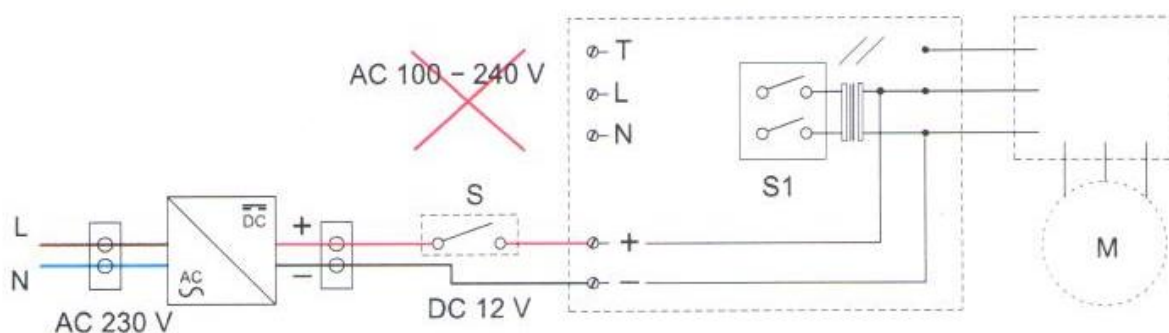 AC 100 – 240 V
T
L
N
S1
S
L
N
AC
DC
+
–
+
–
AC 230 V
DC 12 V
M